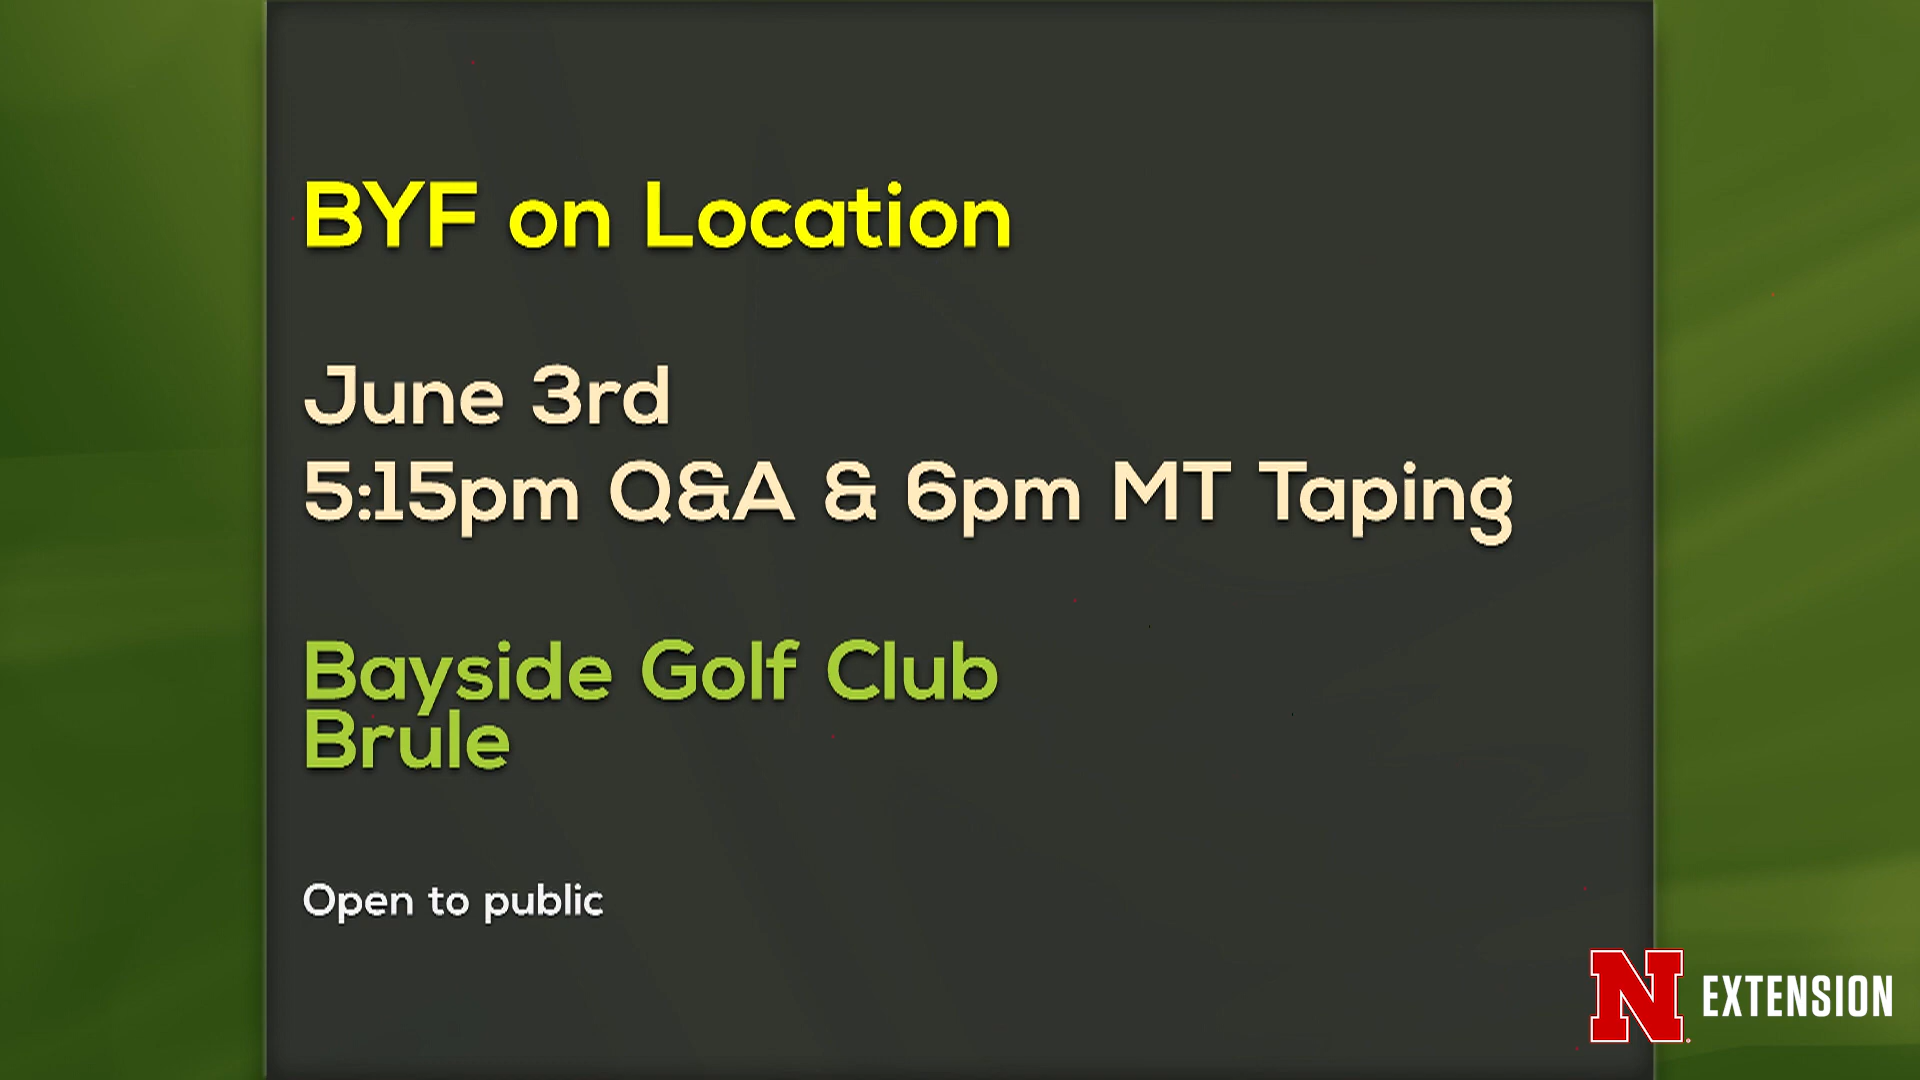 BYF on Location
June 3rd
5:15pm Q&A & 6pm MT Taping
Bayside Golf Club
Brule
Open to public
N EXTENSION